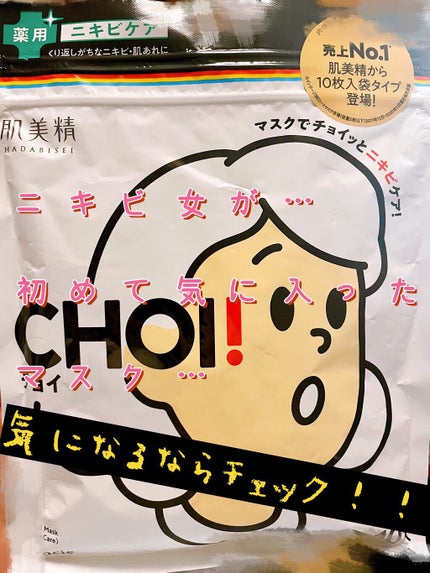 薬用
ニキビケア
くり返しがちなニキビ・肌あれに
売上No.1
肌美精から
10枚入袋タイプ
登場!
肌美精
HADABISEI
マスクでチョイッとニキビケア!
ニキビ女が…
初めて気に入った
CHOI!
マスク…
気になるならチェック!!
Mask
Care)